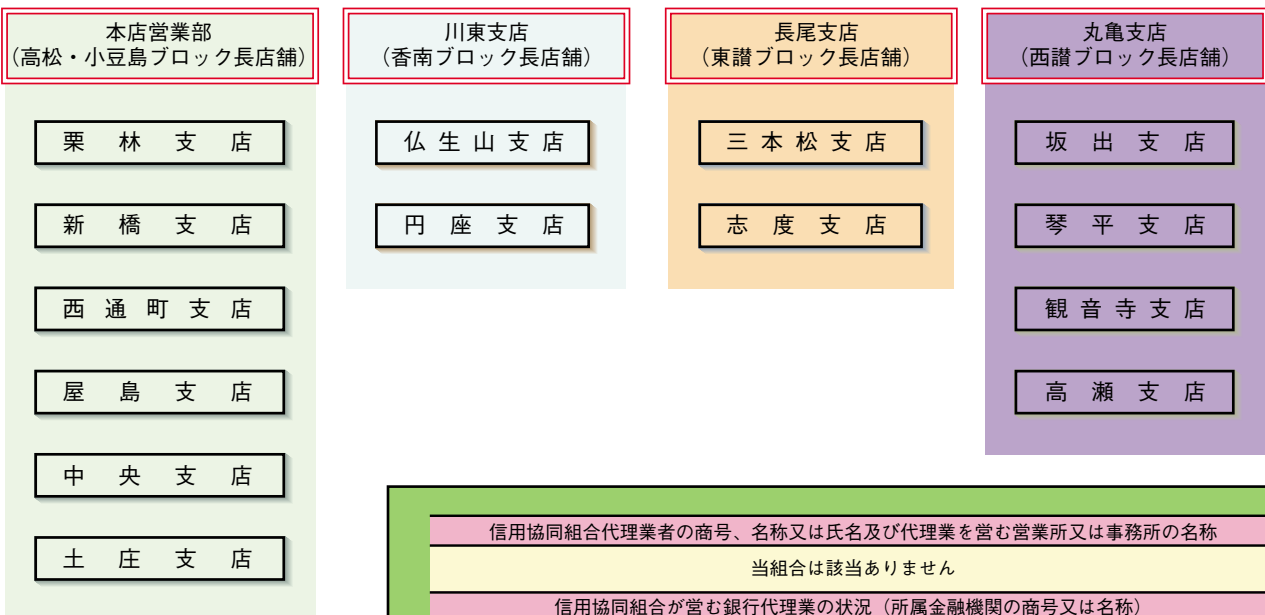 本店営業部
(高松・小豆島ブロック長店舗)
栗林支店
新橋支店
西通町支店
屋島支店
中央支店
土庄支店
川東支店
(香南ブロック長店舗)
仏生山支店
円座支店
長尾支店
(東讃ブロック長店舗)
三本松支店
志度支店
丸亀支店
(西讃ブロック長店舗)
坂出支店
琴平支店
観音寺支店
高瀬支店
信用協同組合代理業者の商号、名称又は氏名及び代理業を営む営業所又は事務所の名称
当組合は該当ありません
信用協同組合が営む銀行代理業の状況(所属金融機関の商号又は名称)